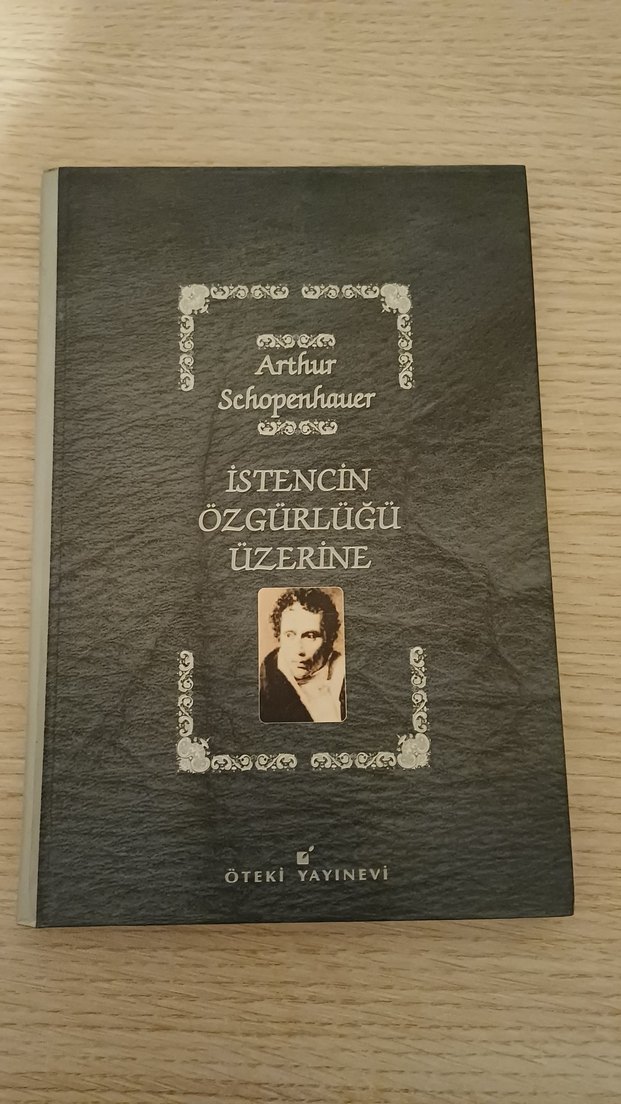 Arthur
Schopenhauer
İSTENCİN
ÖZGÜRLÜĞÜ
ÜZERİNE
ÖTEKİ YAYINEVİ